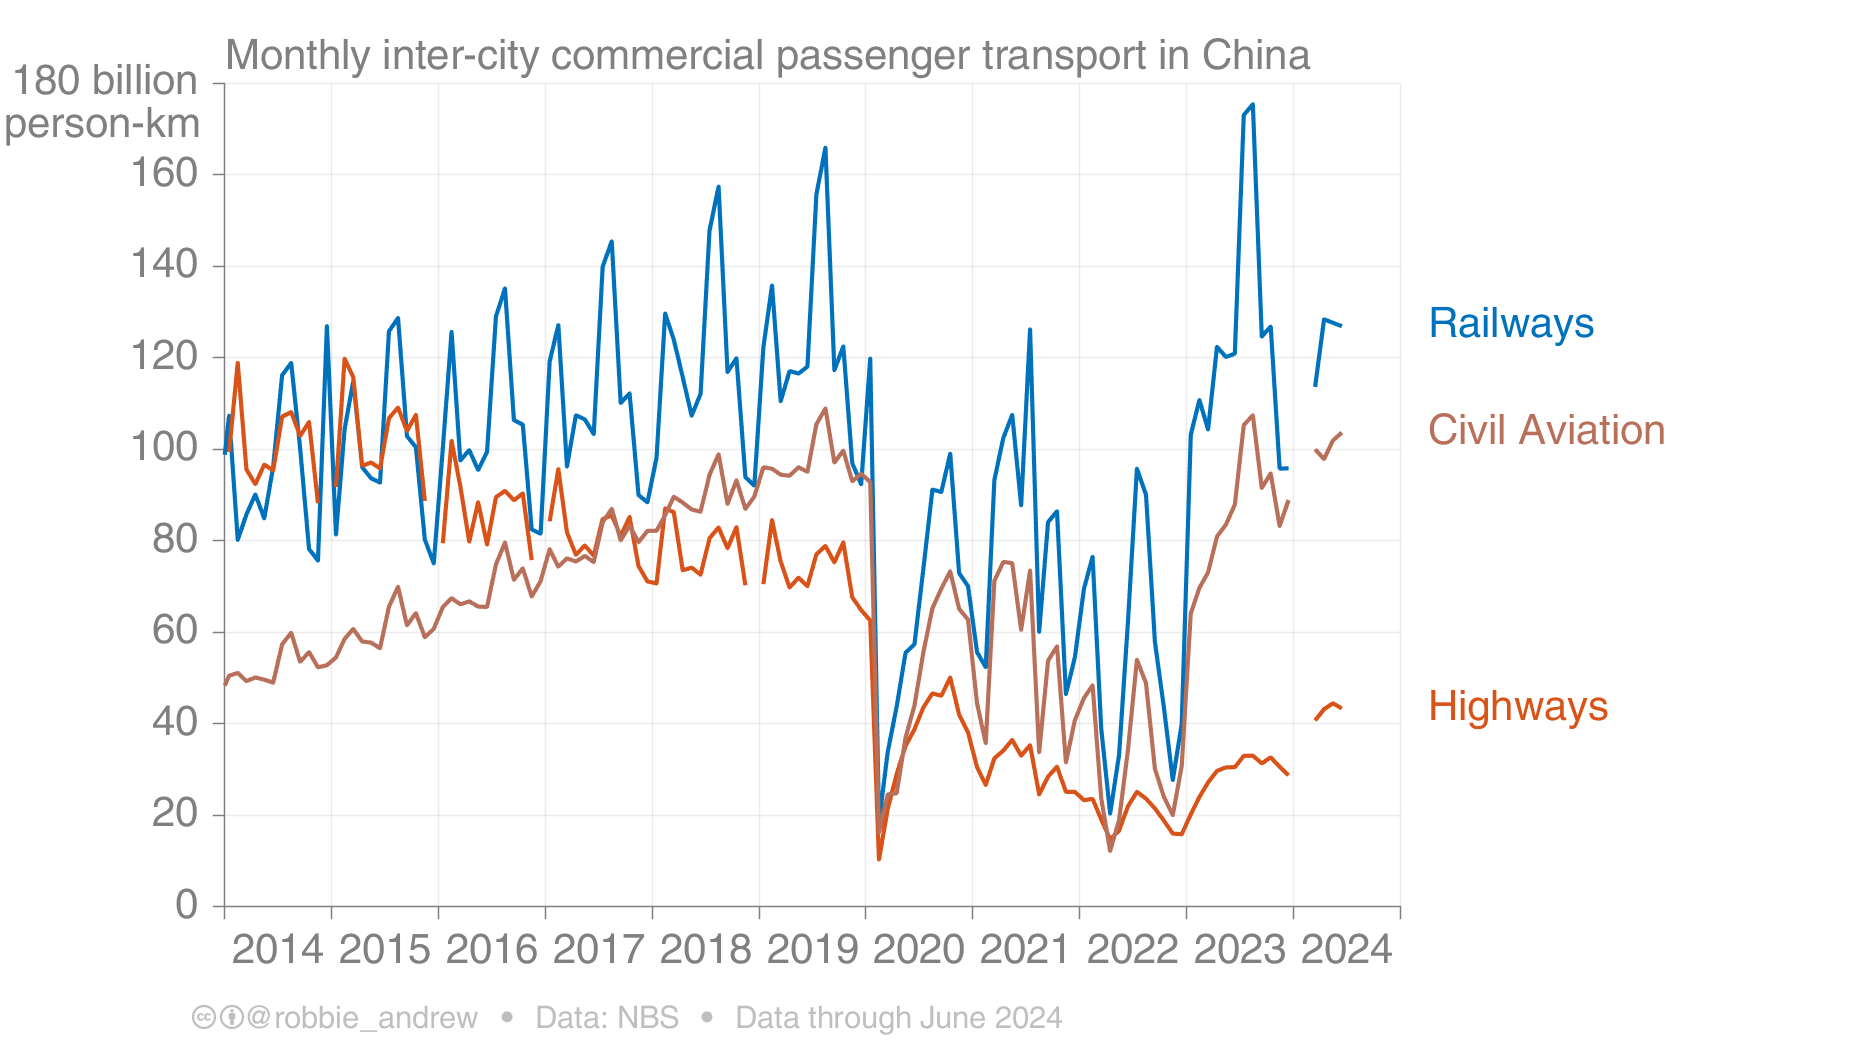 Monthly inter-city commercial passenger transport in China
180 billion
person-km
160
140
120
100
80
60
40
20
0
Railways
Civil Aviation
Highways
2014 2015 2016 2017 2018 2019 2020 2021 2022 2023 2024
cc @robbie_andrew • Data: NBS • Data through June 2024